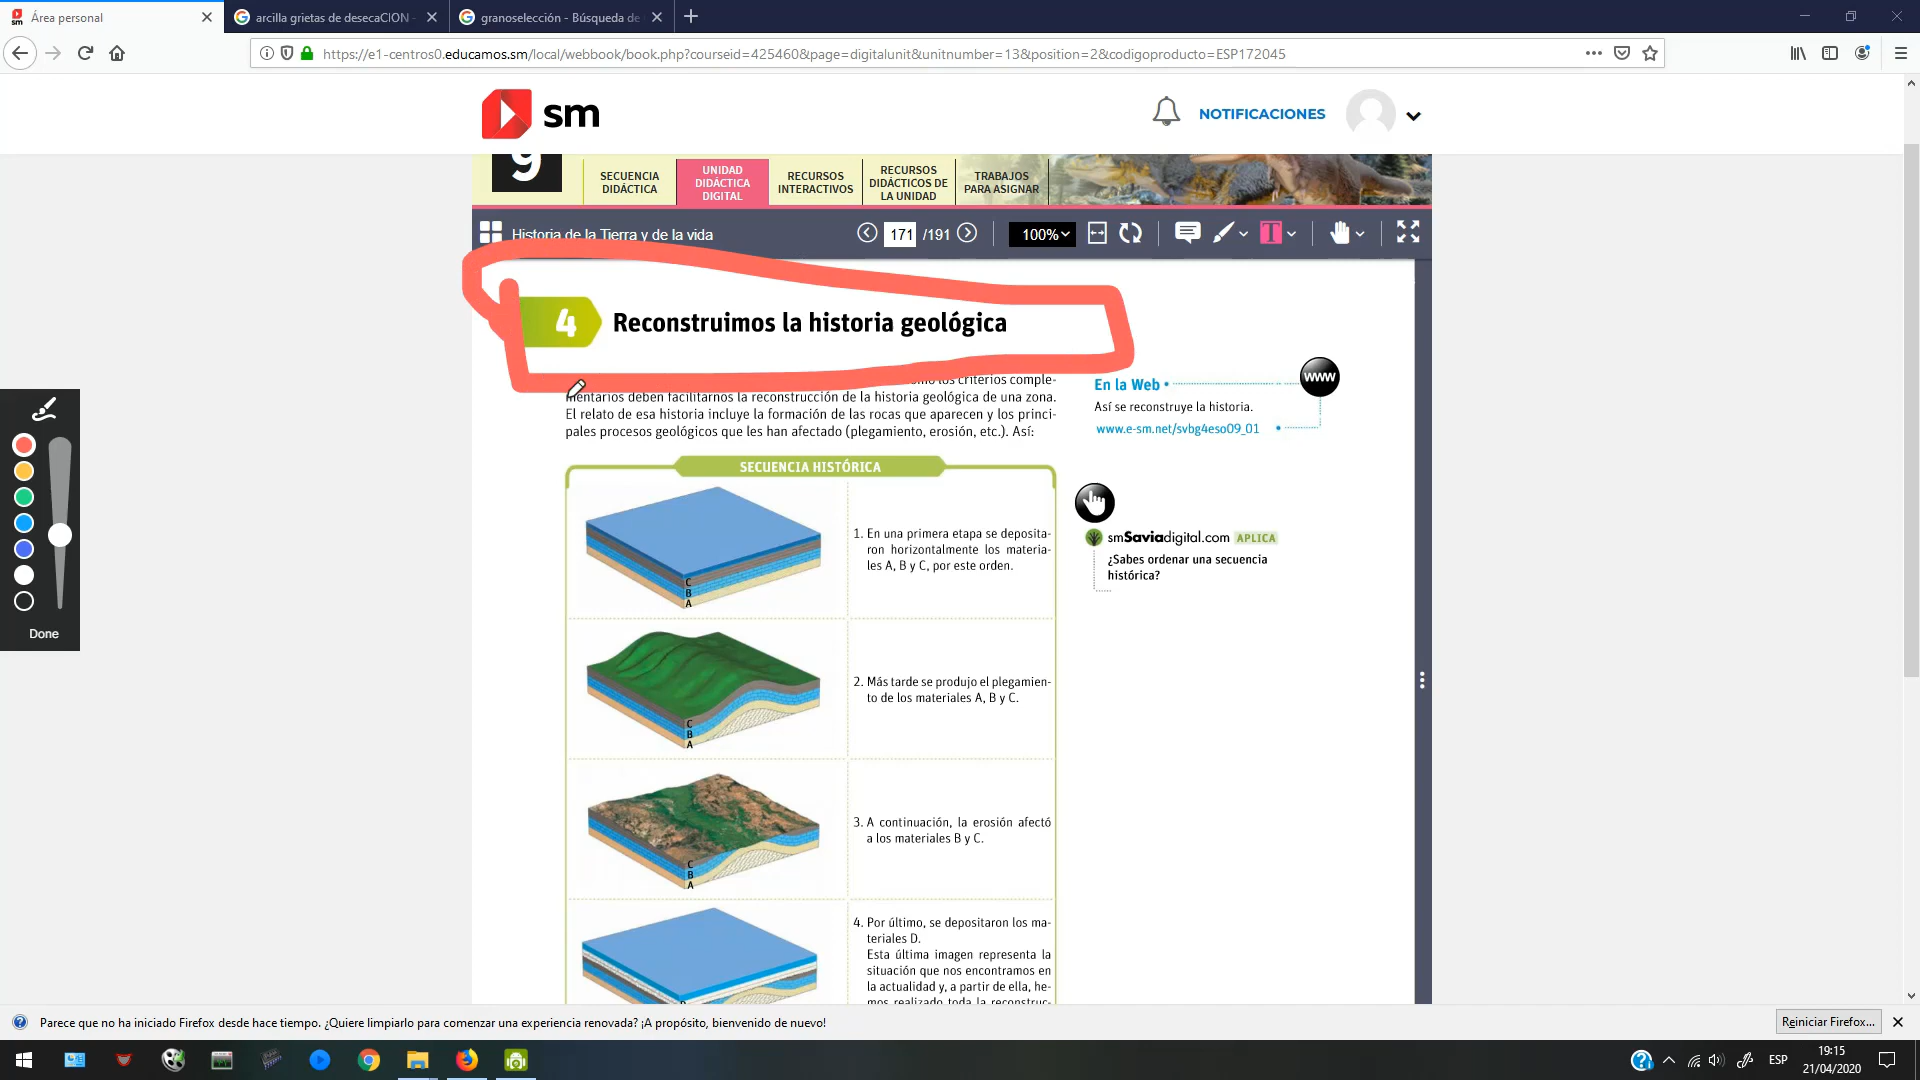 Área personal
arcilla grietas de desecaCION -
granoselección - Búsqueda de
https://e1-centros0.educamos.sm/local/webbook/book.php?courseid=425460&page=digitalunit&unitnumber=13&position=2&codigoproducto=ESP172045
sm
NOTIFICACIONES
9
SECUENCIA
DIDÁCTICA
UNIDAD
DIDÁCTICA
DIGITAL
RECURSOS
INTERACTIVOS
RECURSOS
DIDÁCTICOS DE
LA UNIDAD
TRABAJOS
PARA ASIGNAR
Historia de la Tierra y de la vida
171 /191
100%
T
4 Reconstruimos la historia geológica
los criterios comple-
mentarios deben facilitarnos la reconstrucción de la historia geológica de una zona.
El relato de esa historia incluye la formación de las rocas que aparecen y los princi-
pales procesos geológicos que les han afectado (plegamiento, erosión, etc.). Así:
En la Web
www
Así se reconstruye la historia.
www.e-sm.net/svbg4eso09_01
SECUENCIA HISTÓRICA
C
B
A
1. En una primera etapa se deposita-
ron horizontalmente los materia-
les A, B y C, por este orden.
smSaviadigital.com APLICA
¿Sabes ordenar una secuencia
histórica?
C
B
A
2. Más tarde se produjo el plegamien-
to de los materiales A, B y C.
C
B
A
3. A continuación, la erosión afectó
a los materiales B y C.
4. Por último, se depositaron los ma-
teriales D.
Esta última imagen representa la
situación que nos encontramos en
la actualidad y, a partir de ella, he-
mos realizado toda la reconstruc-
Done
Parece que no ha iniciado Firefox desde hace tiempo. ¿Quiere limpiarlo para comenzar una experiencia renovada? ¡A propósito, bienvenido de nuevo!
Reiniciar Firefox...
ESP
19:15
21/04/2020